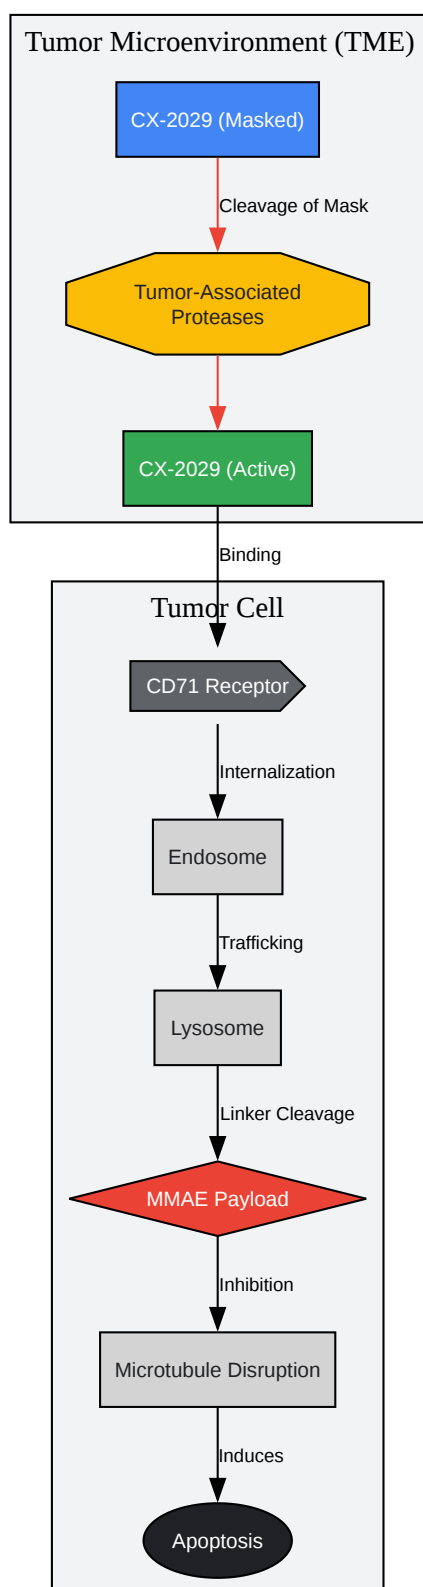 Tumor Microenvironment (TME)
CX-2029 (Masked)
Cleavage of Mask
Tumor-Associated
Proteases
CX-2029 (Active)
Binding
Tumor Cell
CD71 Receptor
Internalization
Endosome
Trafficking
Lysosome
Linker Cleavage
MMAE Payload
Inhibition
Microtubule Disruption
Induces
Apoptosis